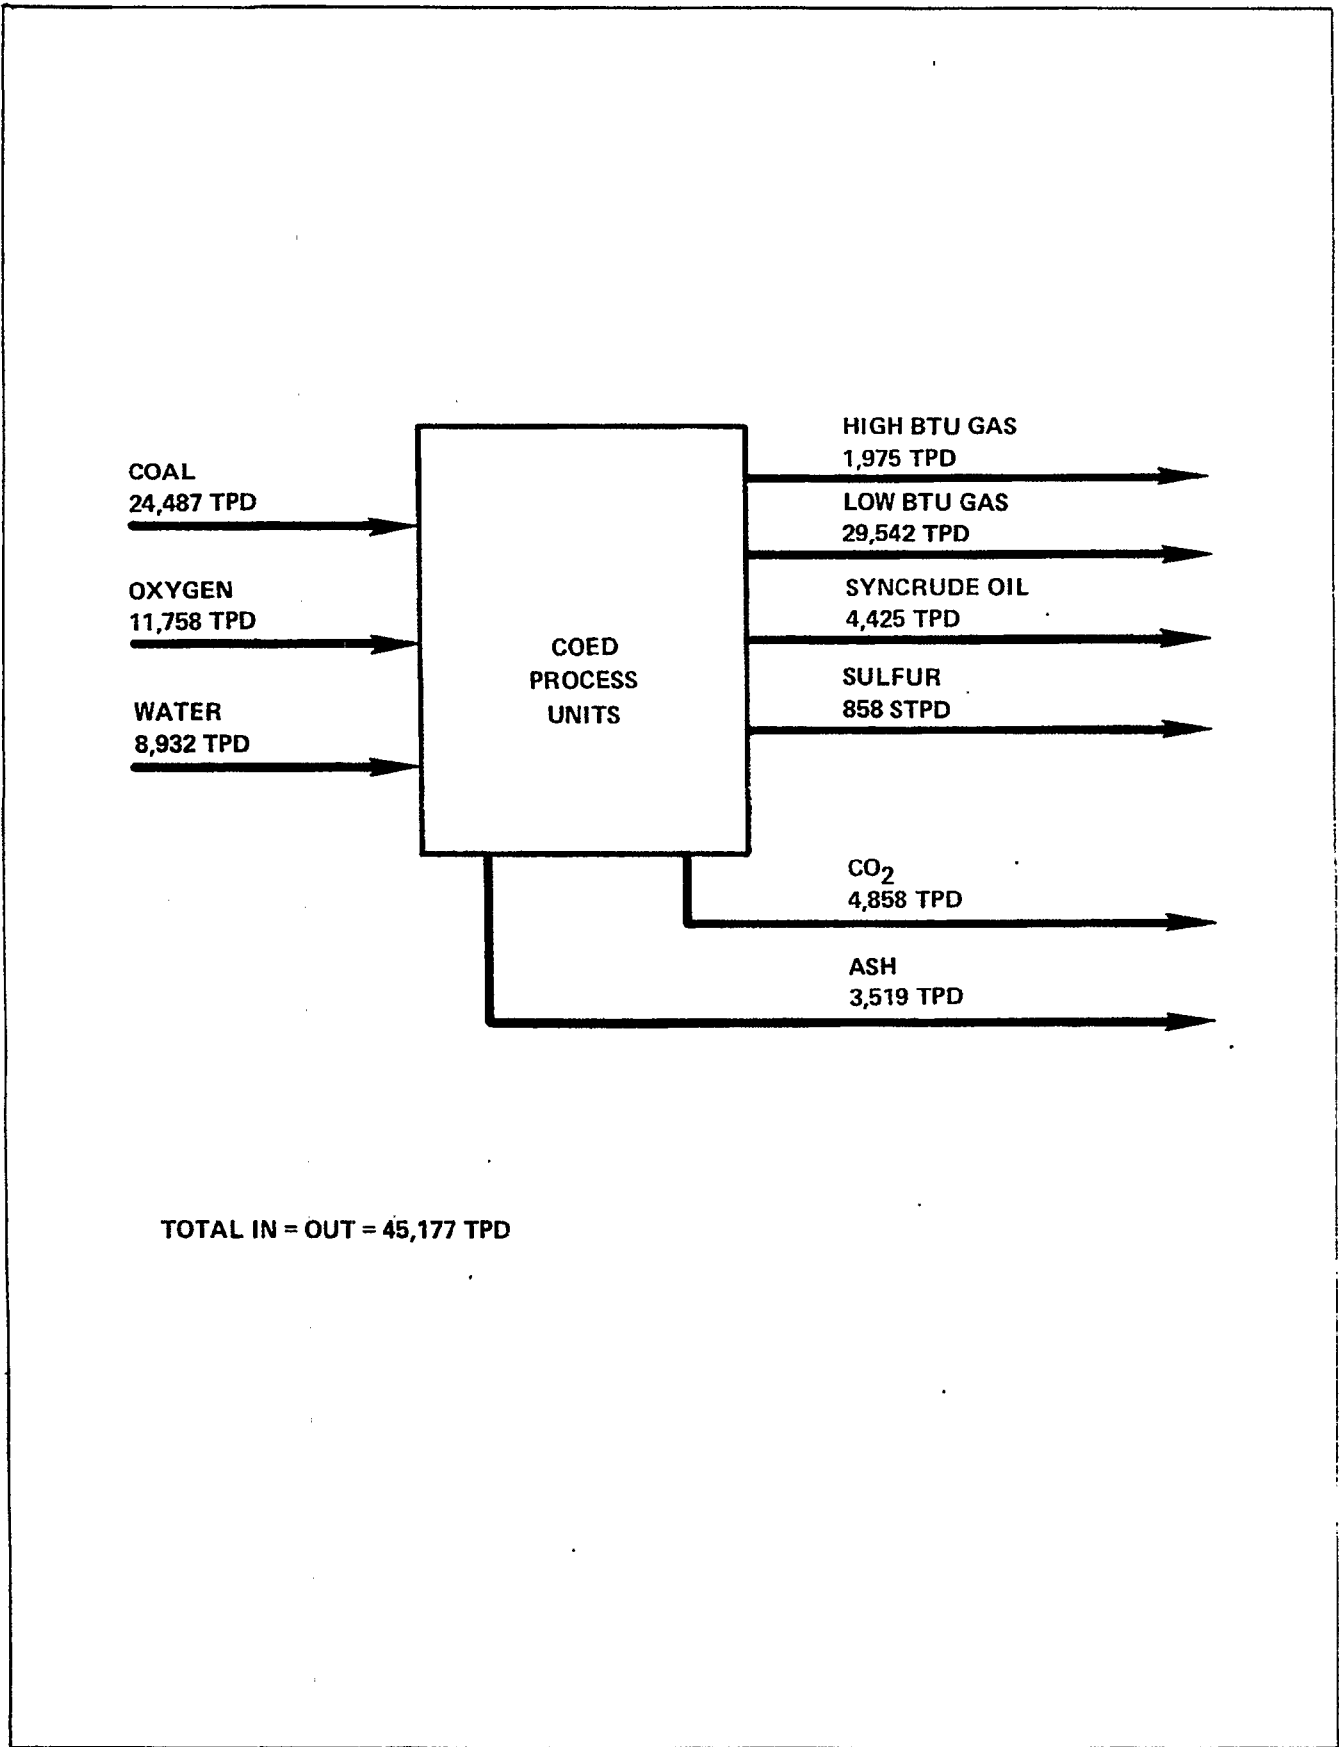 COAL
24,487 TPD
OXYGEN
11,758 TPD
WATER
8,932 TPD
COED
PROCESS
UNITS
HIGH BTU GAS
1,975 TPD
LOW BTU GAS
29,542 TPD
SYNCRUDE OIL
4,425 TPD
SULFUR
858 STPD
CO2
4,858 TPD
ASH
3,519 TPD
TOTAL IN = OUT = 45,177 TPD